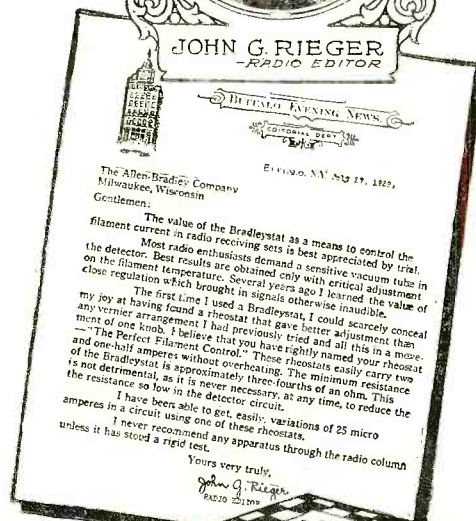 JOHN G. RIEGER
—RADIO EDITOR
BUFFALO EVENING NEWS.
EDITORIAL DEPT
BUFFALO, N.Y.
The Allen-Bradley Company
Milwaukee, Wisconsin
Gentlemen:
The value of the Bradleystat as a means to control the
filament current in radio receiving sets is best appreciated by trial.
Most radio enthusiasts demand a sensitive vacuum tube in
the detector. Best results are obtained only with critical adjustment
on the filament temperature. Several years ago I learned the value of
close regulation which brought in signals otherwise inaudible.
The first time I used a Bradleystat, I could scarcely conceal
my joy at having found a rheostat that gave better adjustment than
any vernier arrangement I had previously tried and all this in a move-
ment of one knob. I believe that you have rightly named your rheostat
—"The Perfect Filament Control." These rheostats easily carry two
and one-half amperes without overheating. The minimum resistance
of the Bradleystat is approximately three-fourths of an ohm. This
is not detrimental, as it is never necessary, at any time, to reduce the
the resistance so low in the detector circuit.
I have been able to get, easily, variations of 25 micro
amperes in a circuit using one of these rheostats.
I never recommend any apparatus through the radio column
unless it has stood a rigid test.
Yours very truly,
John G. Rieger
RADIO EDITOR